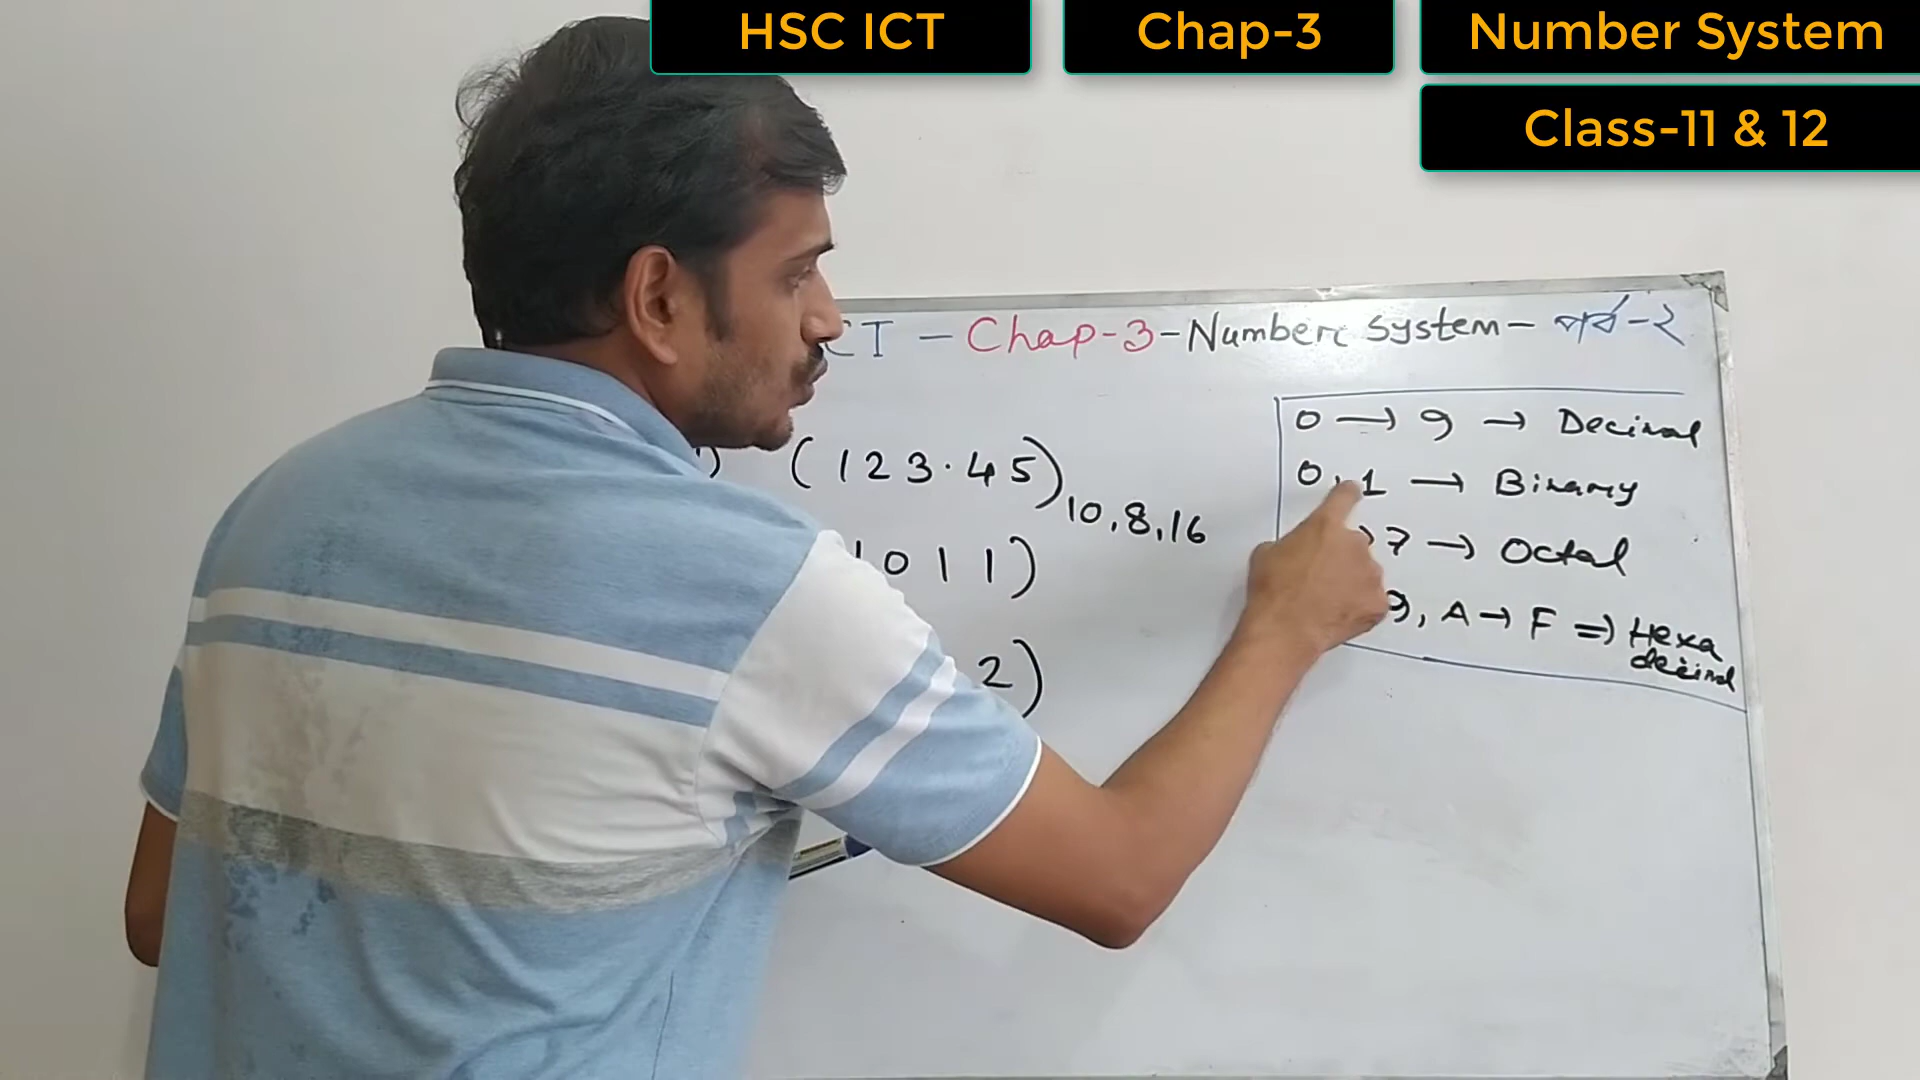 HSC ICT Chap-3 Number System
Class-11 & 12
CT - Chap-3 - Number System - পর্ব-২
(123.45)10,8,16
011)
2)
0 → 9 → Decimal
0,1 → Binary
7 → Octal
9, A → F ⇒ Hexa
decimal